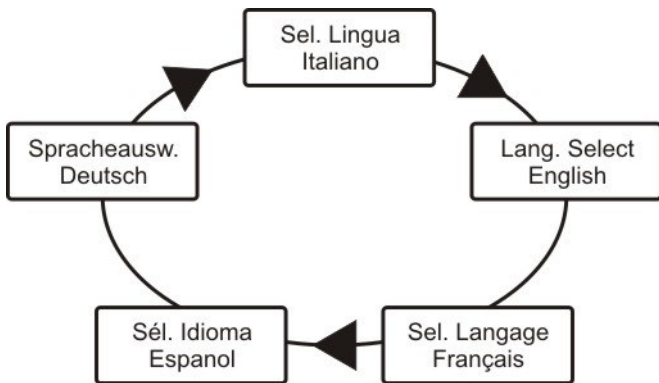 Sel. Lingua
Italiano
Spracheausw.
Deutsch
Lang. Select
English
Sél. Idioma
Espanol
Sel. Langage
Français